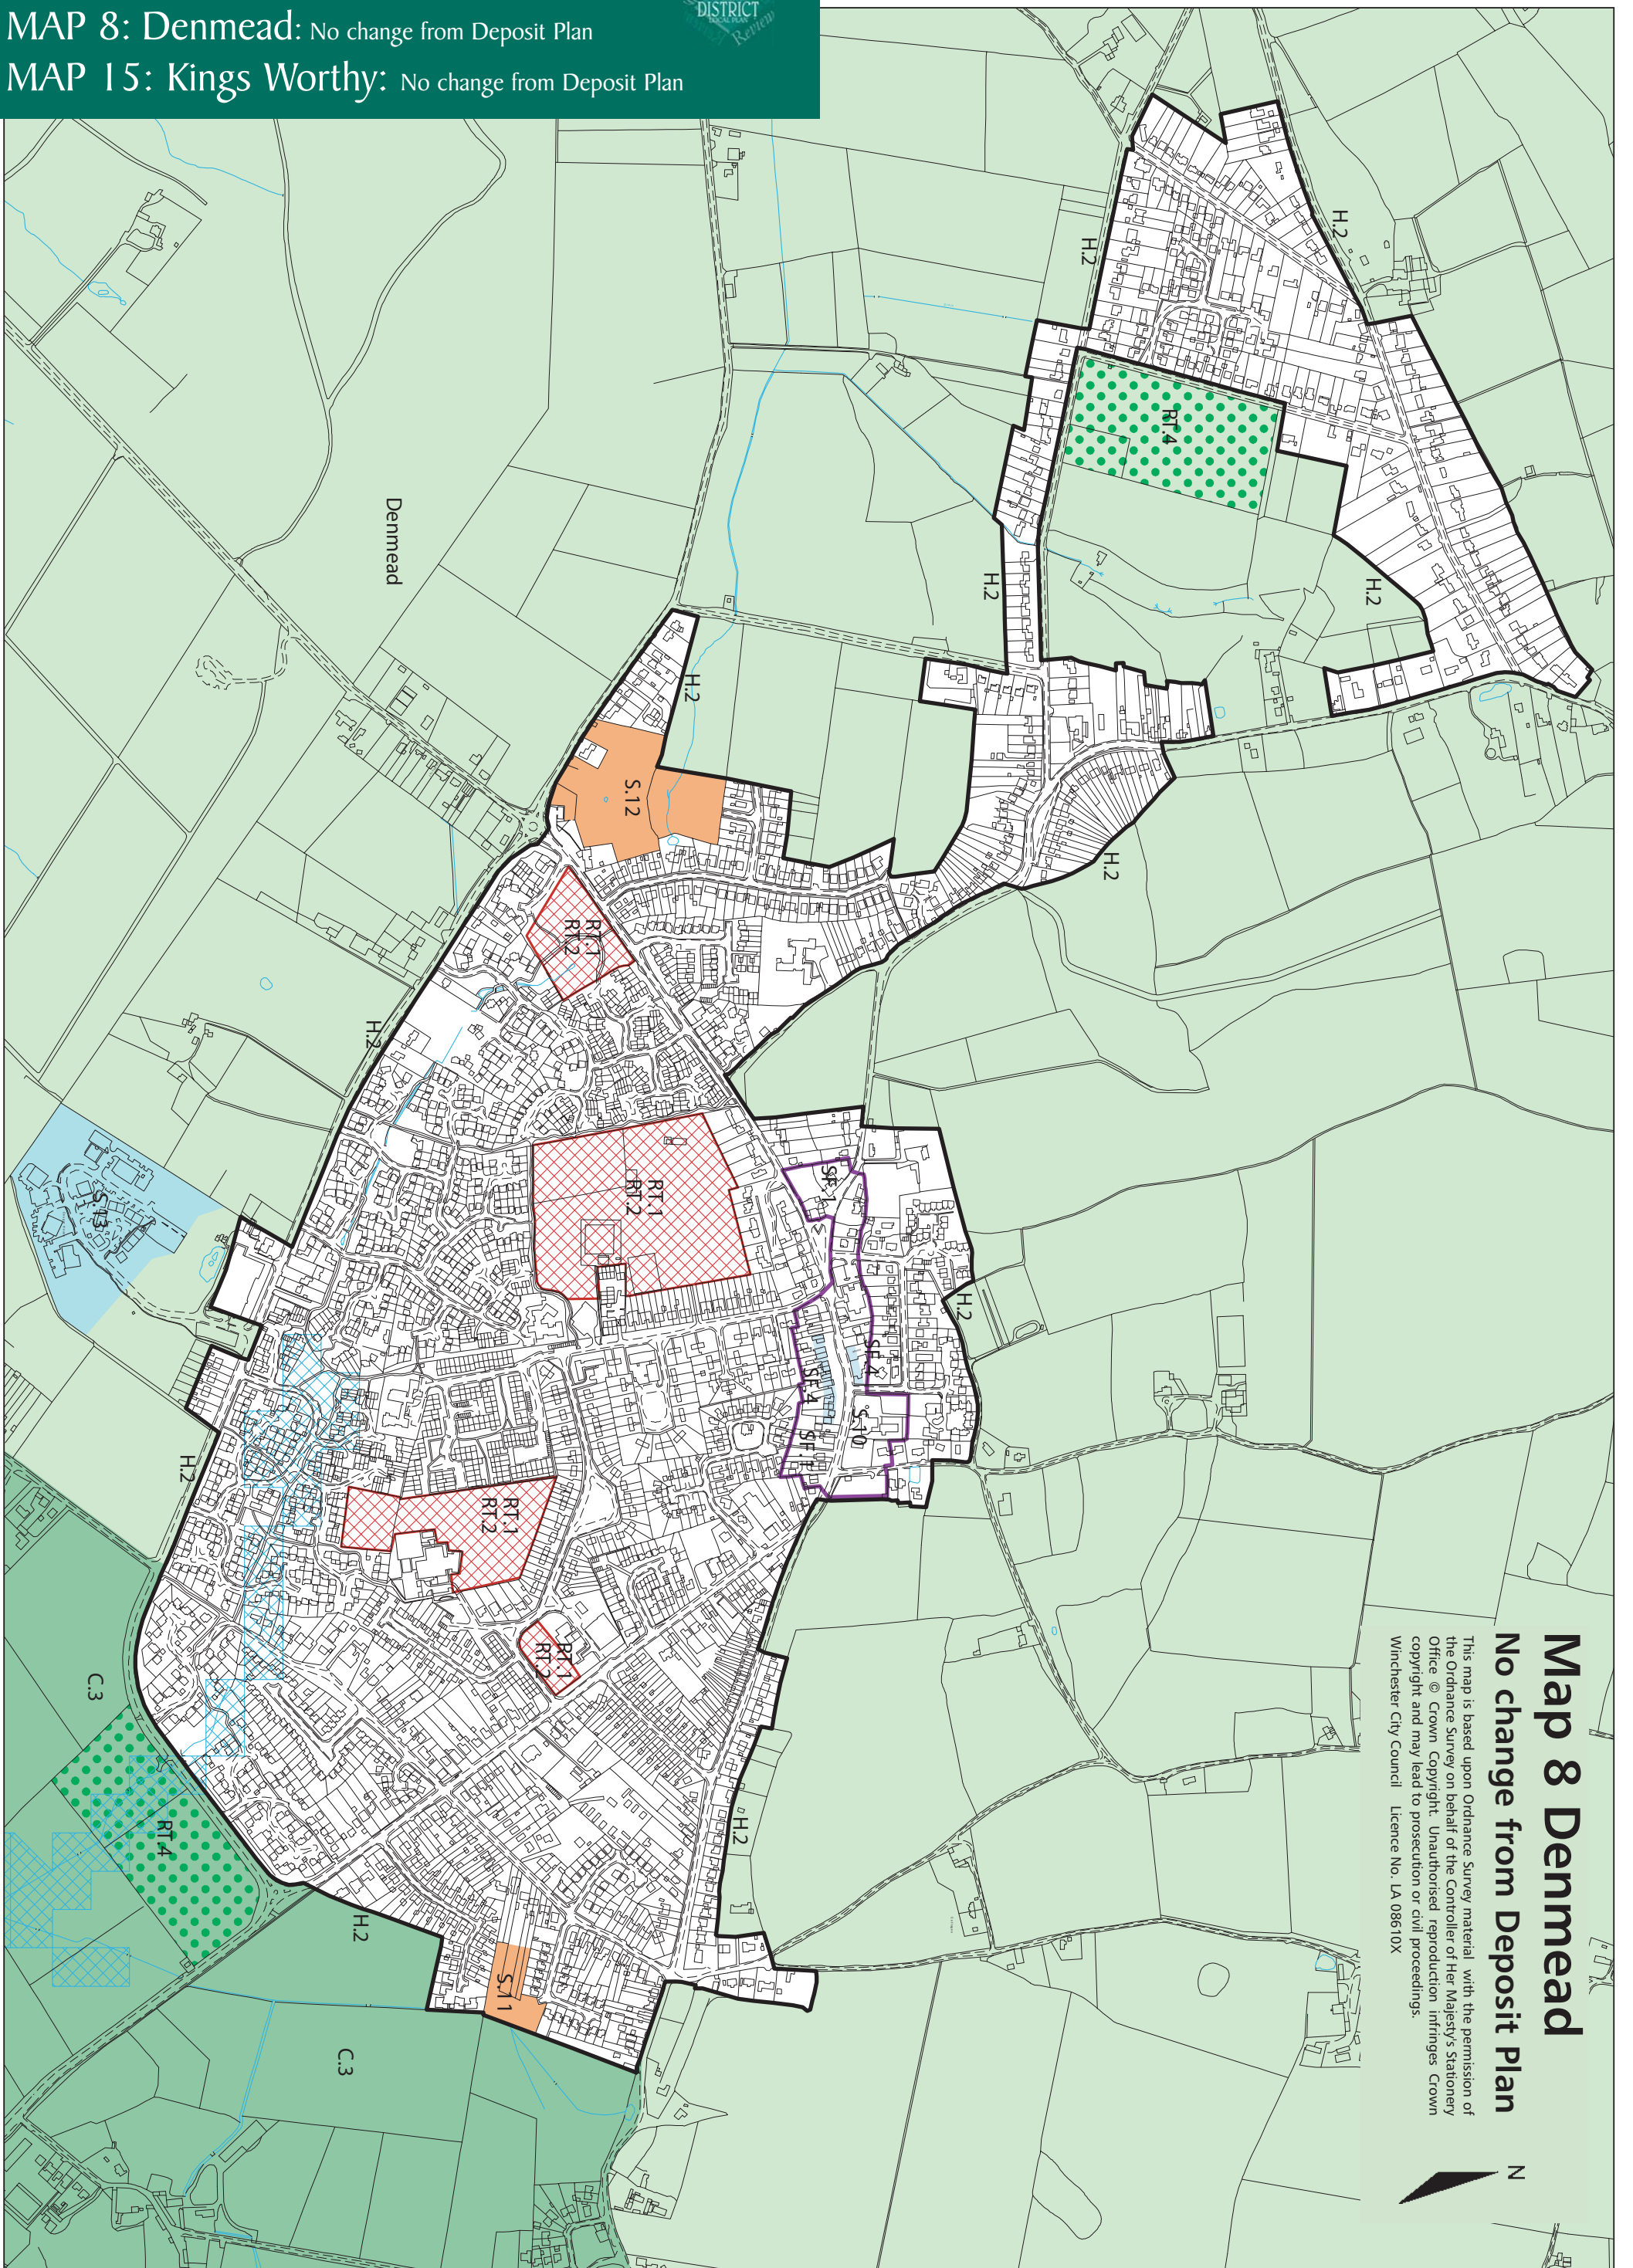 MAP 8: Denmead: No change from Deposit Plan
MAP 15: Kings Worthy: No change from Deposit Plan
DISTRICT
LOCAL PLAN
Review
Map 8 Denmead
No change from Deposit Plan
This map is based upon Ordnance Survey material with the permission of
the Ordnance Survey on behalf of the Controller of Her Majesty's Stationery
Office © Crown Copyright. Unauthorised reproduction infringes Crown
copyright and may lead to prosecution or civil proceedings.
Winchester City Council Licence No. LA 08610X
N
H.2
H.2
RT.4
H.2
H.2
Denmead
H.2
S.12
H.2
RT.1
RT.2
H.2
RT.1
RT.2
SF.1
S.13
H.2
SF.4
SF.4
S.10
SF.1
H.2
RT.1
RT.2
RT.1
RT.2
C.3
RT.4
H.2
H.2
S.11
C.3